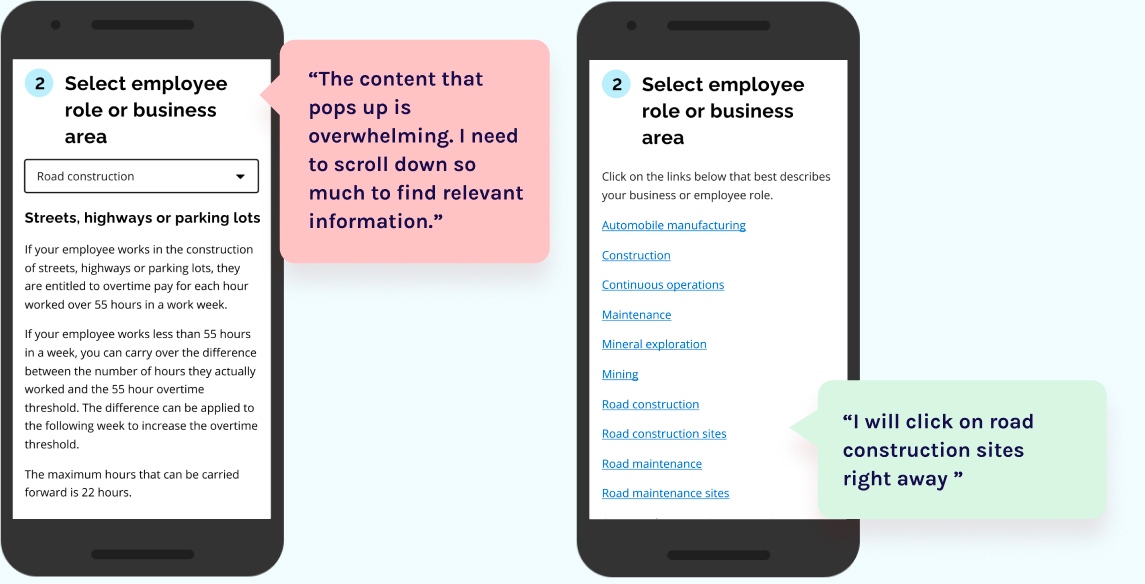 2 Select employee
role or business
area
Road construction
Streets, highways or parking lots
If your employee works in the construction
of streets, highways or parking lots, they
are entitled to overtime pay for each hour
worked over 55 hours in a work week.
If your employee works less than 55 hours
in a week, you can carry over the difference
between the number of hours they actually
worked and the 55 hour overtime
threshold. The difference can be applied to
the following week to increase the overtime
threshold.
The maximum hours that can be carried
forward is 22 hours.
“The content that
pops up is
overwhelming. I need
to scroll down so
much to find relevant
information.”
2 Select employee
role or business
area
Click on the links below that best describes
your business or employee role.
Automobile manufacturing
Construction
Continuous operations
Maintenance
Mineral exploration
Mining
Road construction
Road construction sites
Road maintenance
Road maintenance sites
“I will click on road
construction sites
right away ”